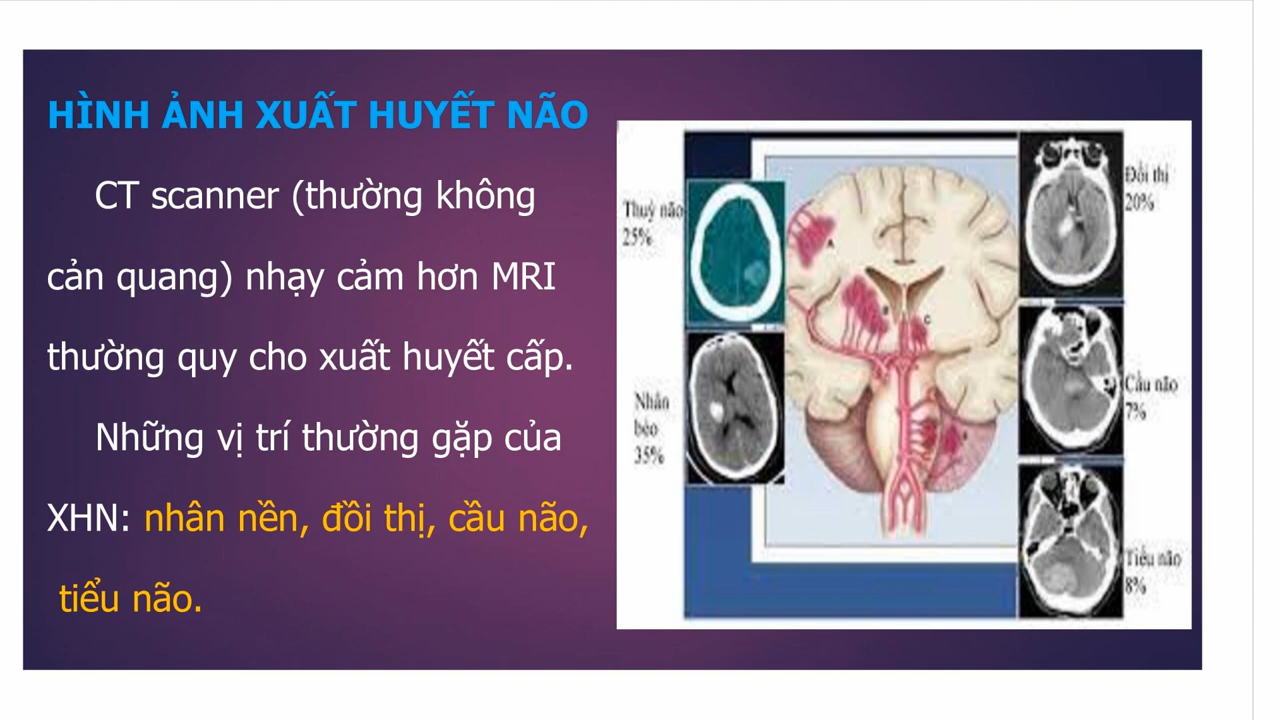 HÌNH ẢNH XUẤT HUYẾT NÃO
CT scanner (thường không
cản quang) nhạy cảm hơn MRI
thường quy cho xuất huyết cấp.
Những vị trí thường gặp của
XHN: nhân nền, đồi thị, cầu não,
tiểu não.
Thuỳ não
25%
Nhân
bèo
35%
A
B
C
Đồi thị
20%
Cầu não
7%
Tiểu não
8%